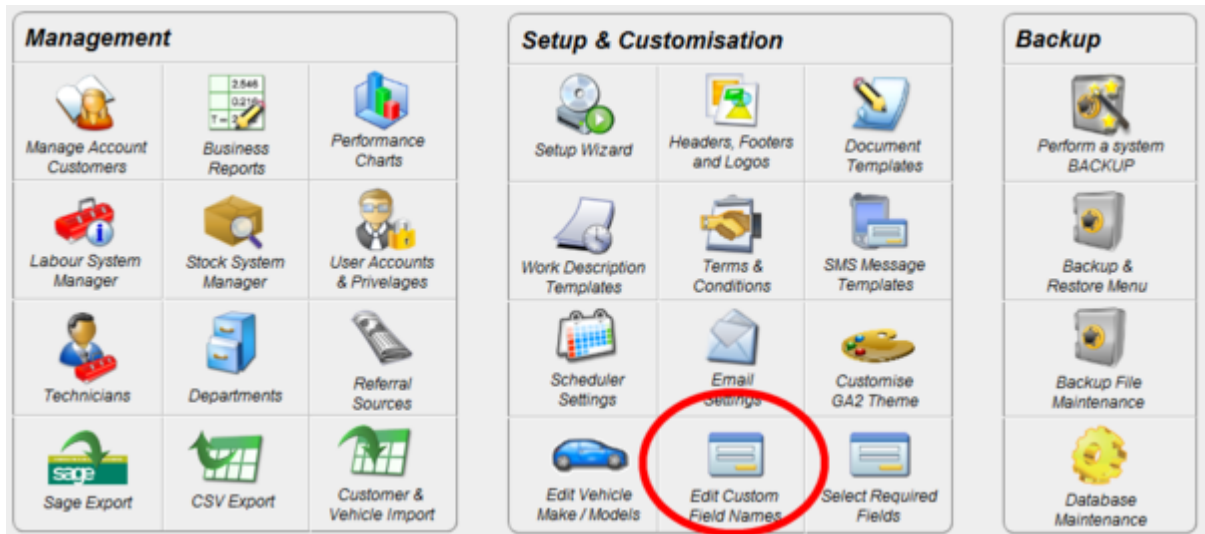 Management
2.546
0.216
T =
Manage Account
Customers
Business
Reports
Performance
Charts
Labour System
Manager
Stock System
Manager
User Accounts
& Privelages
Technicians
Departments
Referral
Sources
sage
Sage Export
CSV Export
Customer &
Vehicle Import
Setup & Customisation
Setup Wizard
Headers, Footers
and Logos
Document
Templates
Work Description
Templates
Terms &
Conditions
SMS Message
Templates
Scheduler
Settings
Email
Settings
Customise
GA2 Theme
Edit Vehicle
Make / Models
Edit Custom
Field Names
Select Required
Fields
Backup
Perform a system
BACKUP
Backup &
Restore Menu
Backup File
Maintenance
Database
Maintenance